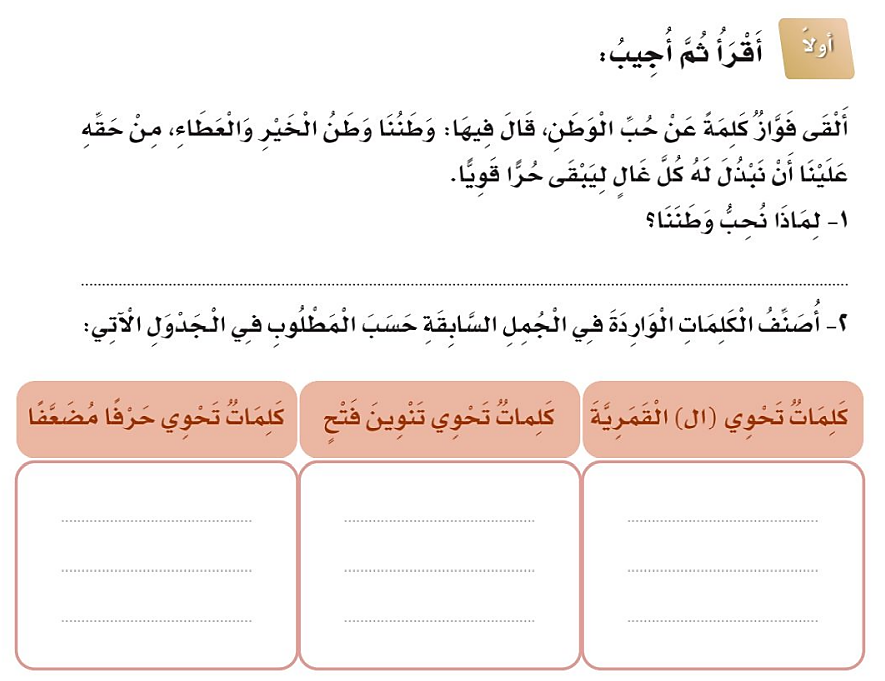 أولاً
أَقْرَأُ ثُمَّ أُجِيبُ:
أَلْقَى فَوَّازٌ كَلِمَةً عَنْ حُبِّ الْوَطَنِ، قَالَ فِيهَا: وَطَنُنَا وَطَنُ الْخَيْرِ وَالْعَطَاءِ، مِنْ حَقِّهِ
عَلَيْنَا أَنْ نَبْذُلَ لَهُ كُلَّ غَالٍ لِيَبْقَى حُرًّا قَوِيًّا.
١- لِمَاذَا نُحِبُّ وَطَنَنَا؟
٢- أُصَنِّفُ الْكَلِمَاتِ الْوَارِدَةَ فِي الْجُمِلِ السَّابِقَةِ حَسَبَ الْمَطْلُوبِ فِي الْجَدْوَلِ الْآتِي:
كَلِمَاتٌ تَحْوِي (ال) الْقَمَرِيَّةَ
كَلِماتٌ تَحْوِي تَنْوِينَ فَتْحٍ
كَلِمَاتٌ تَحْوِي حَرْفًا مُضَعَّفًا